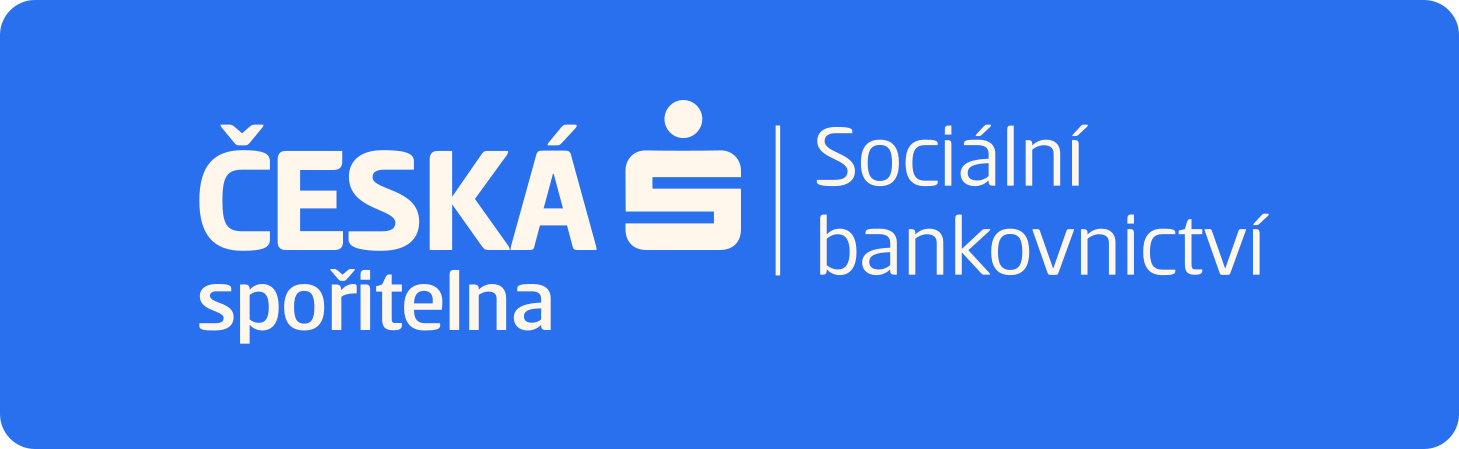 ČESKÁ
spořitelna
Sociální
bankovnictví